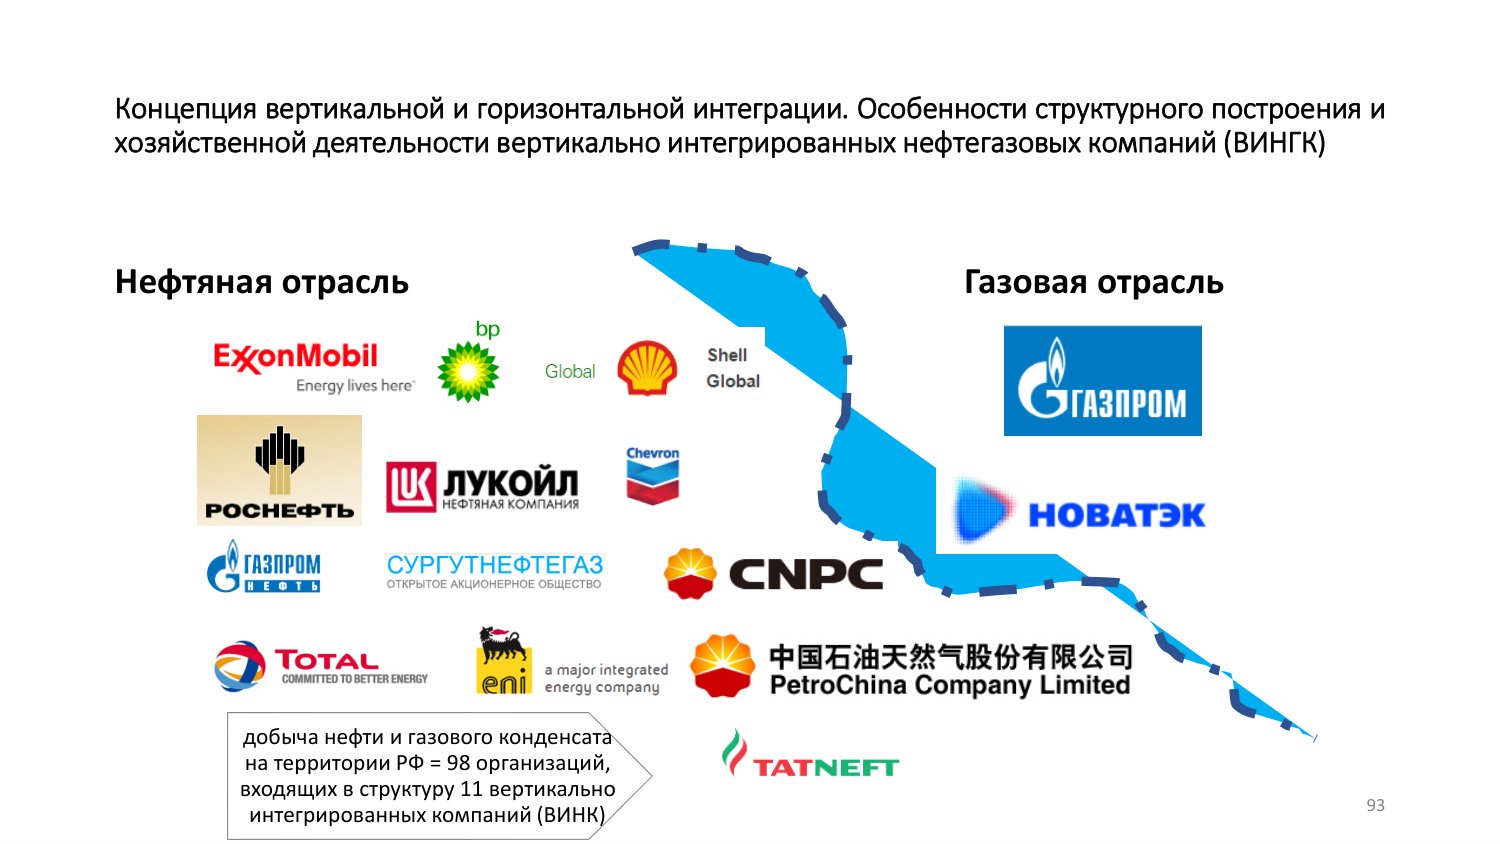 Концепция вертикальной и горизонтальной интеграции. Особенности структурного построения и
хозяйственной деятельности вертикально интегрированных нефтегазовых компаний (ВИНГК)
Нефтяная отрасль
Газовая отрасль
ExxonMobil
Energy lives here
bp
Global
Shell
Global
ГАЗПРОМ
РОСНЕФТЬ
ЛУКОЙЛ
НЕФТЯНАЯ КОМПАНИЯ
Chevron
НОВАТЭК
ГАЗПРОМ
НЕФТЬ
СУРГУТНЕФТЕГАЗ
ОТКРЫТОЕ АКЦИОНЕРНОЕ ОБЩЕСТВО
CNPC
TOTAL
COMMITTED TO BETTER ENERGY
eni
a major integrated
energy company
中国石油天然气股份有限公司
PetroChina Company Limited
добыча нефти и газового конденсата
на территории РФ = 98 организаций,
входящих в структуру 11 вертикально
интегрированных компаний (ВИНК)
TATNEFT
93